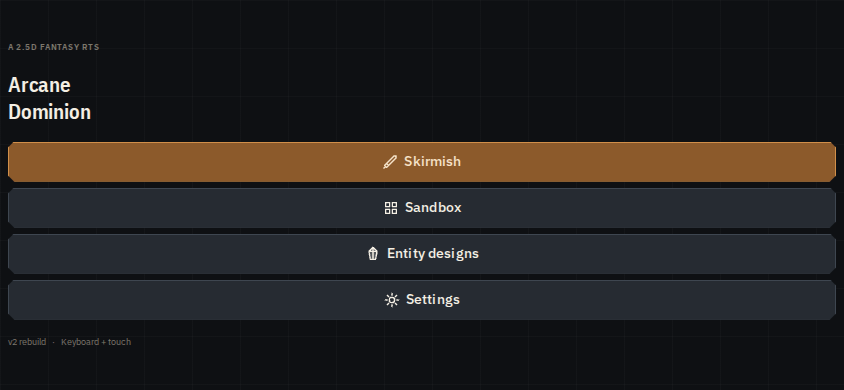 A 2.5D FANTASY RTS
Arcane
Dominion
Skirmish
Sandbox
Entity designs
Settings
v2 rebuild · Keyboard + touch